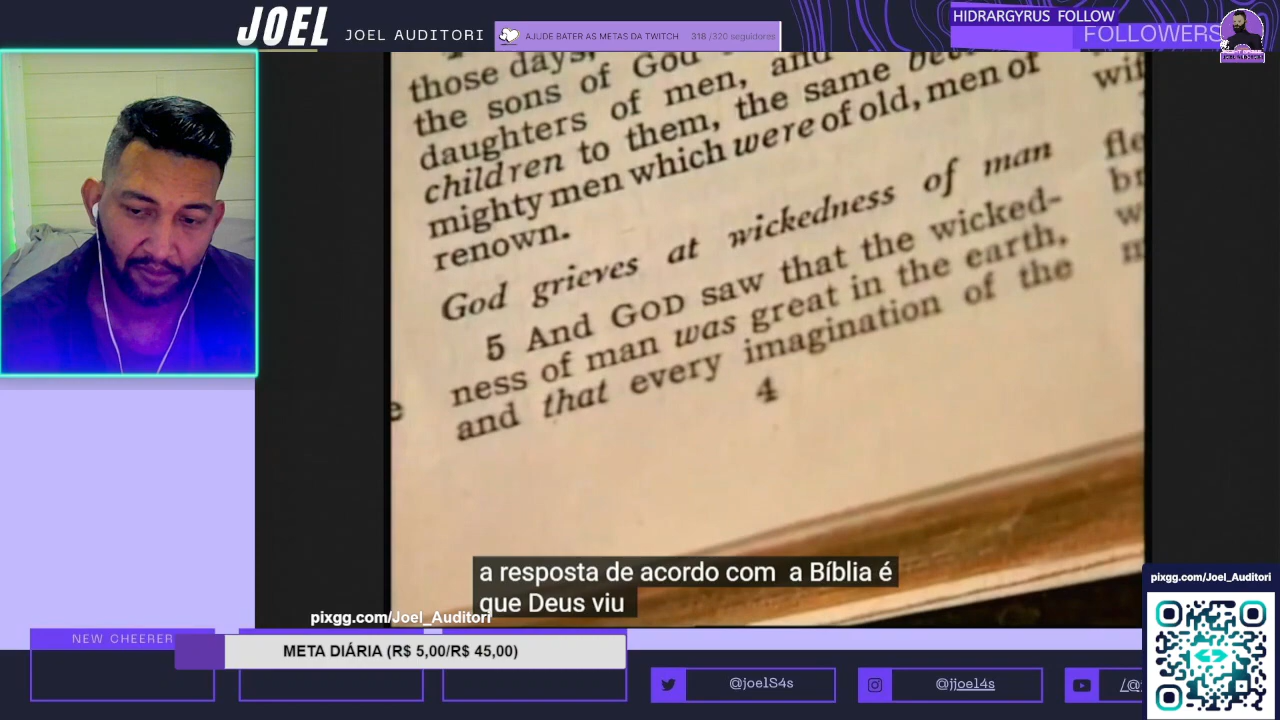 JOEL
JOEL AUDITORI
AJUDE BATER AS METAS DA TWITCH 318 /320 seguidores
HIDRARGYRUS FOLLOW
FOLLOWERS
those days,
the sons of God
daughters of men, and
children to them, the same
mighty men which were of old, men of
renown.
God grieves at wickedness of man
5 And GOD saw that the wicked-
ness of man was great in the earth,
and that every imagination of the
4
a resposta de acordo com a Bíblia é
que Deus viu
pixgg.com/Joel_Auditori
NEW CHEERER
META DIÁRIA (R$ 5,00/R$ 45,00)
@joelS4s
@jjoel4s
/@
pixgg.com/Joel_Auditori